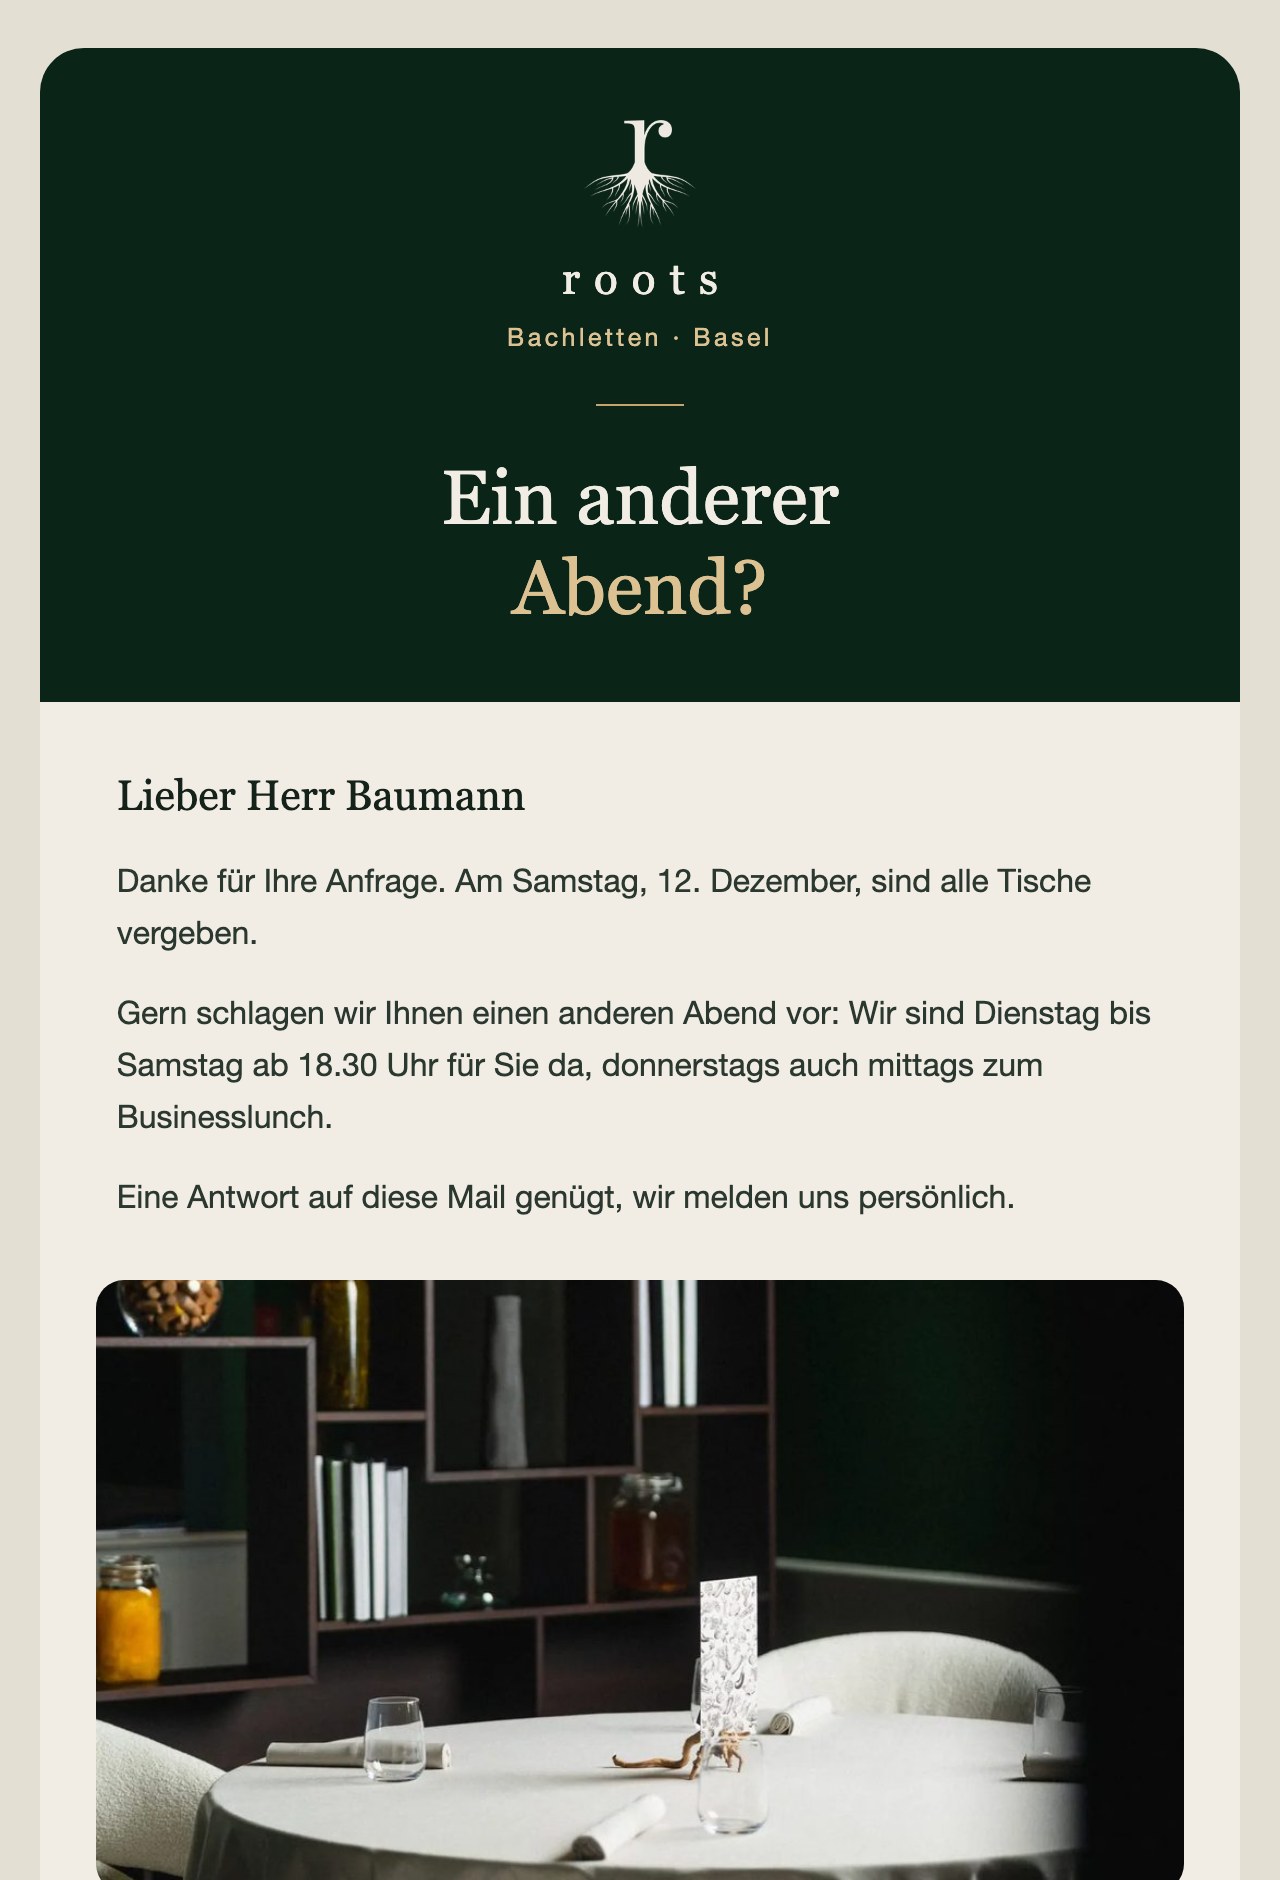 r
roots
Bachletten · Basel
Ein anderer
Abend?
Lieber Herr Baumann
Danke für Ihre Anfrage. Am Samstag, 12. Dezember, sind alle Tische
vergeben.
Gern schlagen wir Ihnen einen anderen Abend vor: Wir sind Dienstag bis
Samstag ab 18.30 Uhr für Sie da, donnerstags auch mittags zum
Businesslunch.
Eine Antwort auf diese Mail genügt, wir melden uns persönlich.